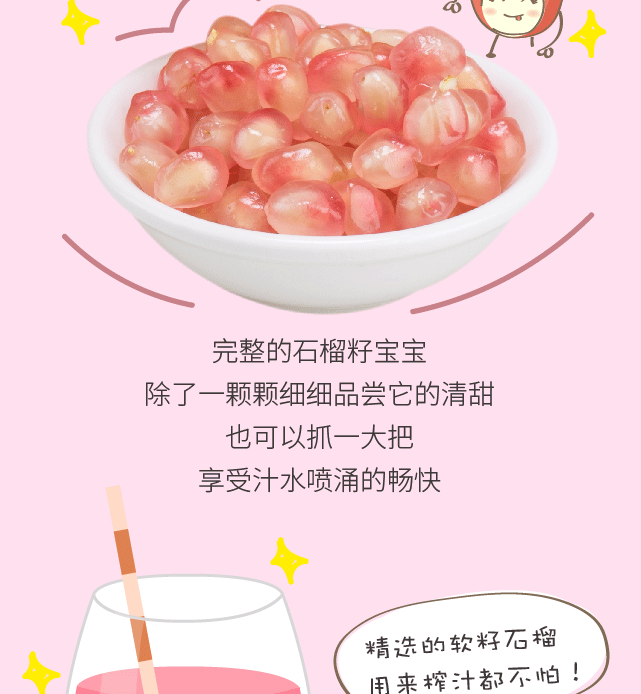 完整的石榴籽宝宝
除了一颗颗细细品尝它的清甜
也可以抓一大把
享受汁水喷涌的畅快
精选的软籽石榴
用来榨汁都不怕！